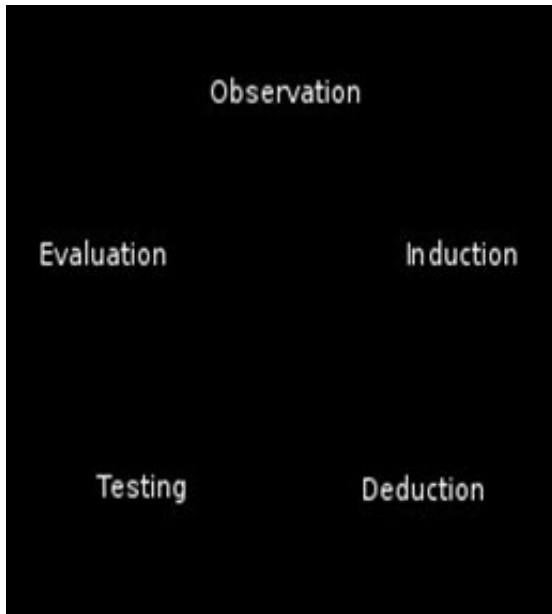 Observation
Evaluation
Induction
Testing
Deduction